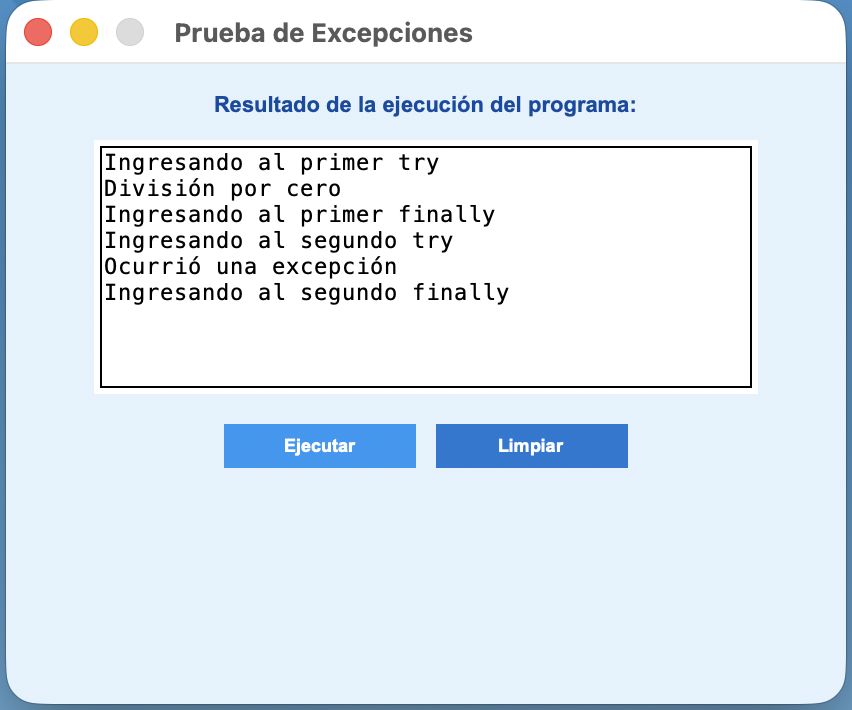 Prueba de Excepciones
Resultado de la ejecución del programa:
Ingresando al primer try
División por cero
Ingresando al primer finally
Ingresando al segundo try
Ocurrió una excepción
Ingresando al segundo finally
Ejecutar
Limpiar